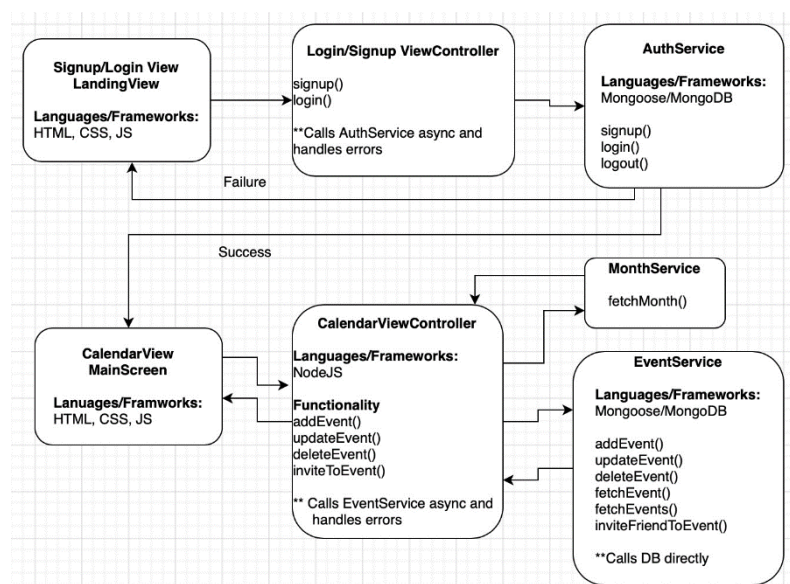 Signup/Login View
LandingView
Languages/Frameworks:
HTML, CSS, JS
Login/Signup ViewController
signup()
login()
**Calls AuthService async and
handles errors
AuthService
Languages/Frameworks:
Mongoose/MongoDB
signup()
login()
logout()
Failure
Success
MonthService
fetchMonth()
CalendarView
MainScreen
Lanuages/Framworks:
HTML, CSS, JS
CalendarViewController
Languages/Frameworks:
NodeJS
Functionality
addEvent()
updateEvent()
deleteEvent()
inviteToEvent()
** Calls EventService async and
handles errors
EventService
Languages/Frameworks:
Mongoose/MongoDB
addEvent()
updateEvent()
deleteEvent()
fetchEvent()
fetchEvents()
inviteFriendToEvent()
**Calls DB directly